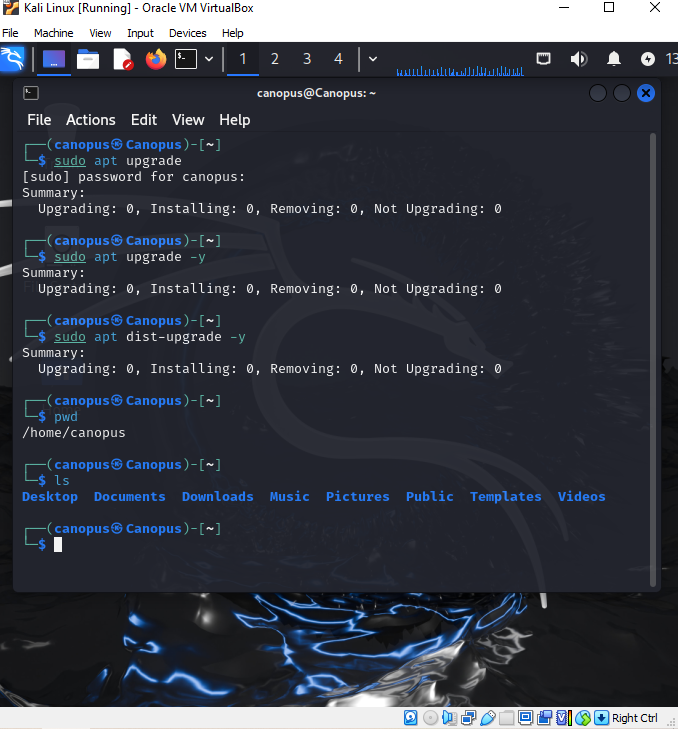 Kali Linux [Running] - Oracle VM VirtualBox
File Machine View Input Devices Help
1 2 3 4 13
canopus@Canopus: ~
File Actions Edit View Help
┌──(canopus㉿Canopus)-[~]
└─$ sudo apt upgrade
[sudo] password for canopus:
Summary:
  Upgrading: 0, Installing: 0, Removing: 0, Not Upgrading: 0
┌──(canopus㉿Canopus)-[~]
└─$ sudo apt upgrade -y
Summary:
  Upgrading: 0, Installing: 0, Removing: 0, Not Upgrading: 0
┌──(canopus㉿Canopus)-[~]
└─$ sudo apt dist-upgrade -y
Summary:
  Upgrading: 0, Installing: 0, Removing: 0, Not Upgrading: 0
┌──(canopus㉿Canopus)-[~]
└─$ pwd
/home/canopus
┌──(canopus㉿Canopus)-[~]
└─$ ls
Desktop Documents Downloads Music Pictures Public Templates Videos
┌──(canopus㉿Canopus)-[~]
└─$
Right Ctrl